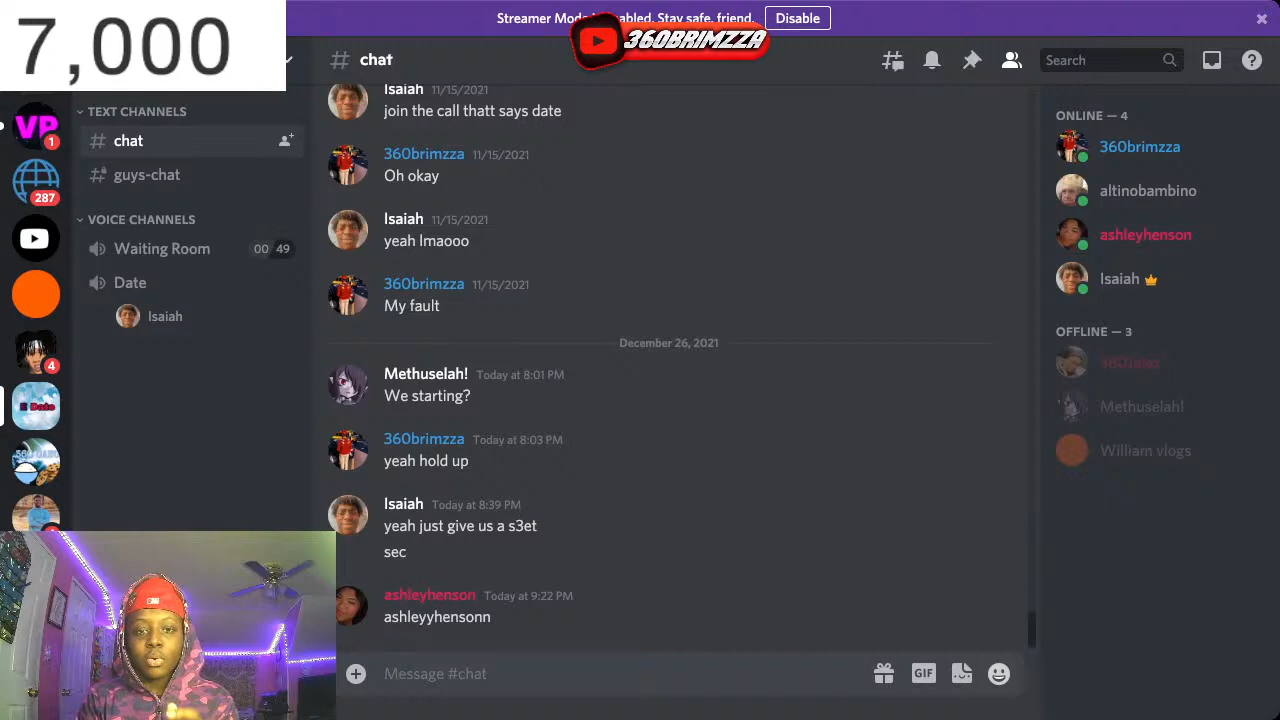 7,000
Streamer Mode is enabled. Stay safe, friend.
Disable
360BRIMZZA
# chat
Search
TEXT CHANNELS
chat
guys-chat
VOICE CHANNELS
Waiting Room
00 49
Date
Isaiah
VP
1
287
4
E Date
Isaiah 11/15/2021
join the call thatt says date
360brimzza 11/15/2021
Oh okay
Isaiah 11/15/2021
yeah lmaooo
360brimzza 11/15/2021
My fault
December 26, 2021
Methuselah! Today at 8:01 PM
We starting?
360brimzza Today at 8:03 PM
yeah hold up
Isaiah Today at 8:39 PM
yeah just give us a s3et
sec
ashleyhenson Today at 9:22 PM
ashleyyhensonn
Message #chat
GIF
ONLINE — 4
360brimzza
altinobambino
ashleyhenson
Isaiah
OFFLINE — 3
Methuselah!
William vlogs